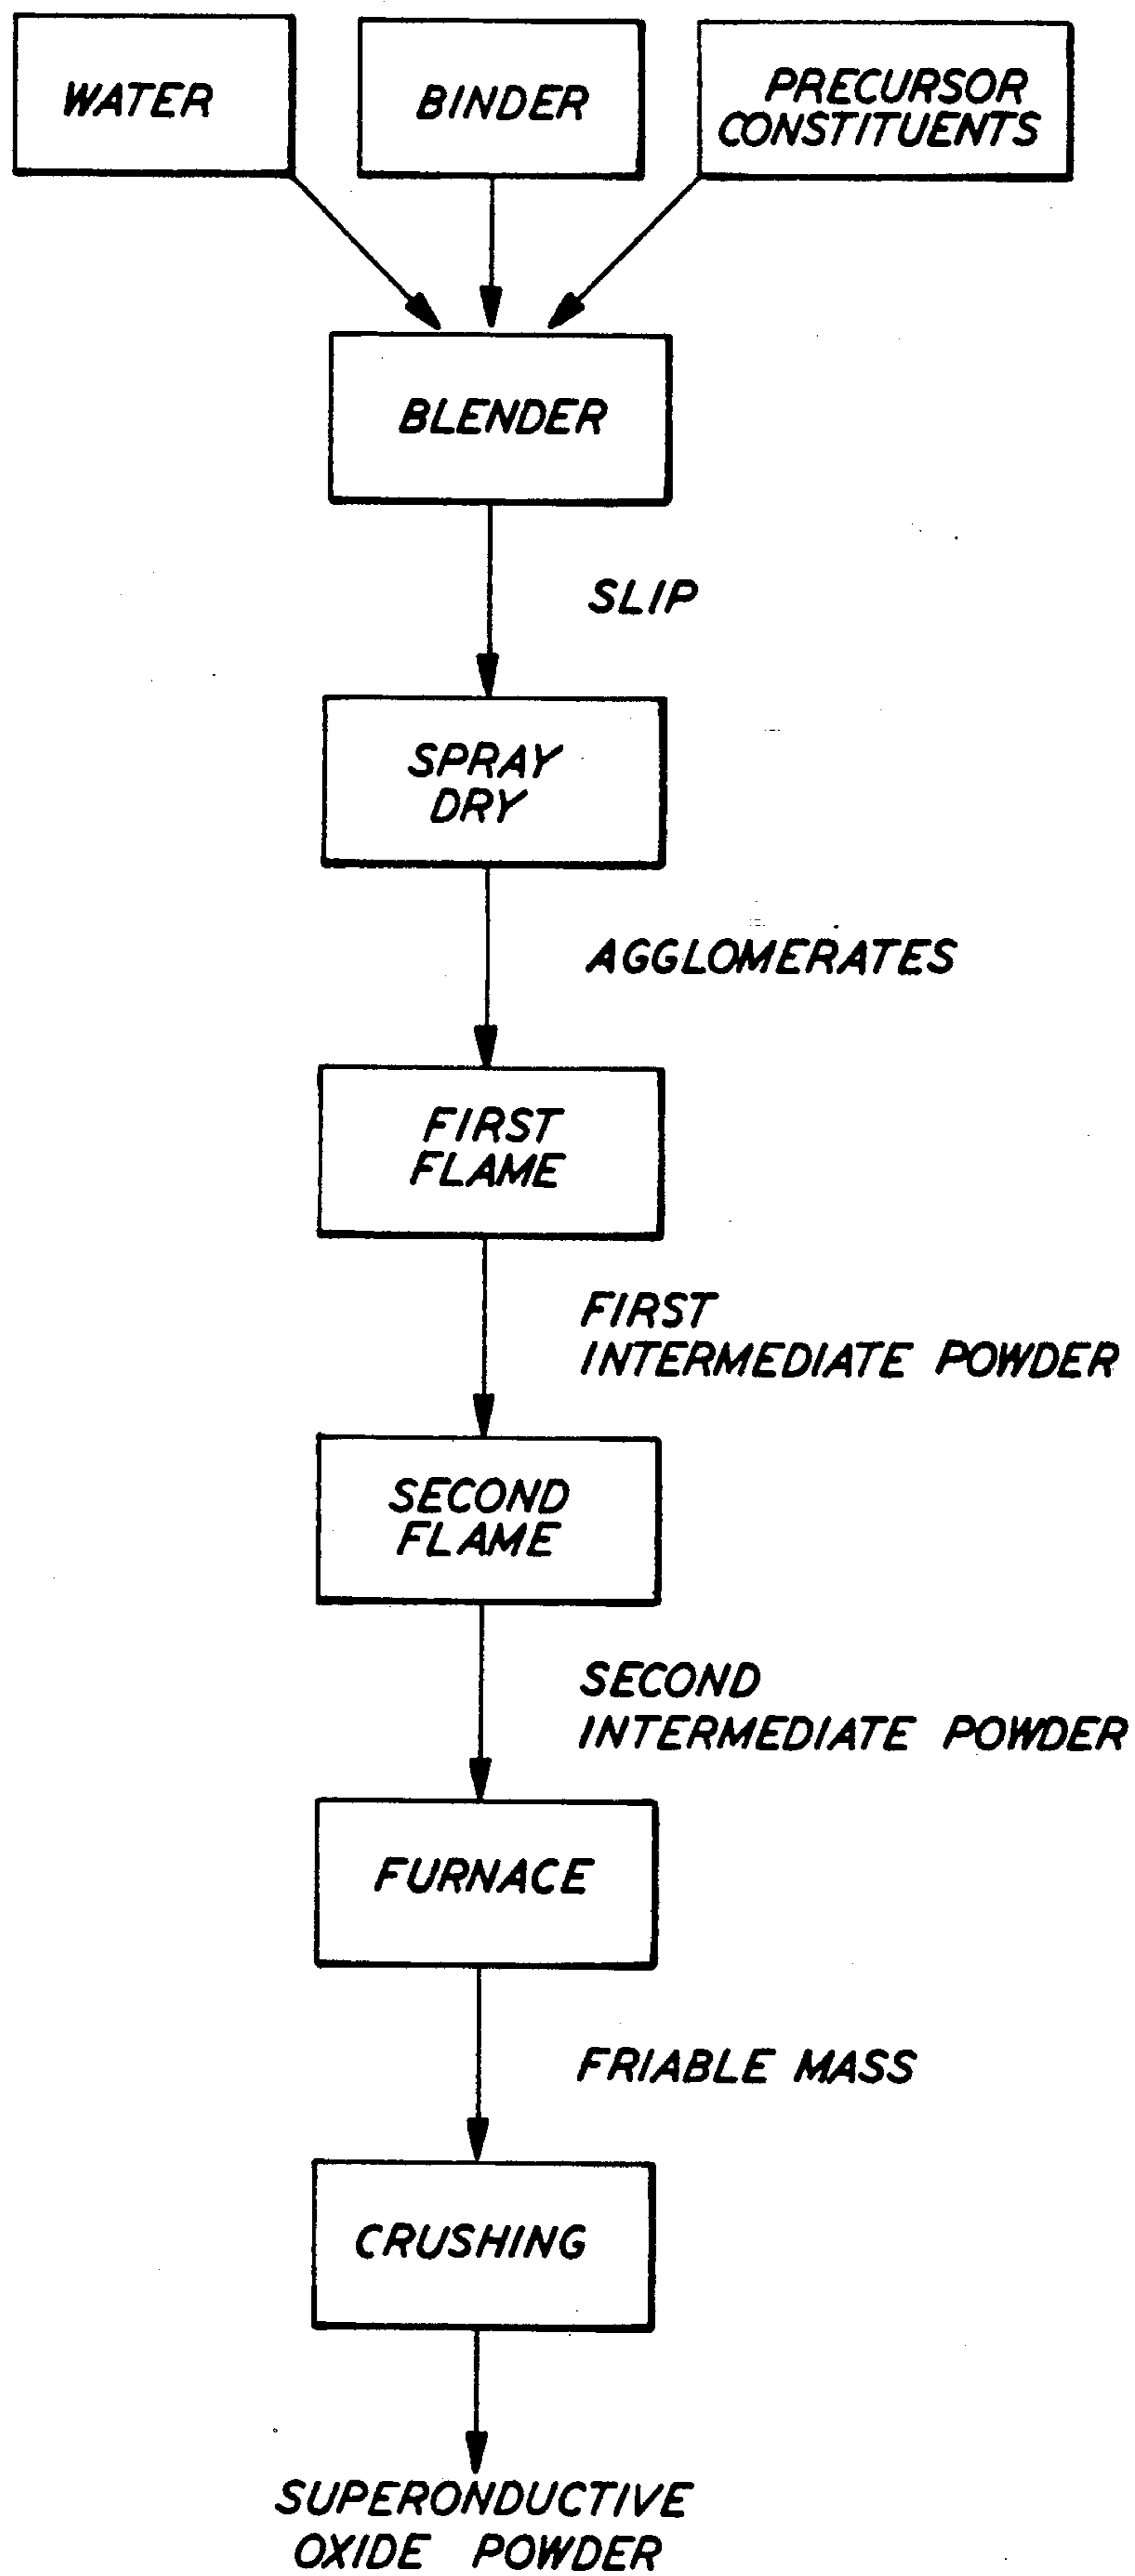 WATER
BINDER
PRECURSOR
CONSTITUENTS
BLENDER
SLIP
SPRAY
DRY
AGGLOMERATES
FIRST
FLAME
FIRST
INTERMEDIATE POWDER
SECOND
FLAME
SECOND
INTERMEDIATE POWDER
FURNACE
FRIABLE MASS
CRUSHING
SUPERONDUCTIVE
OXIDE POWDER